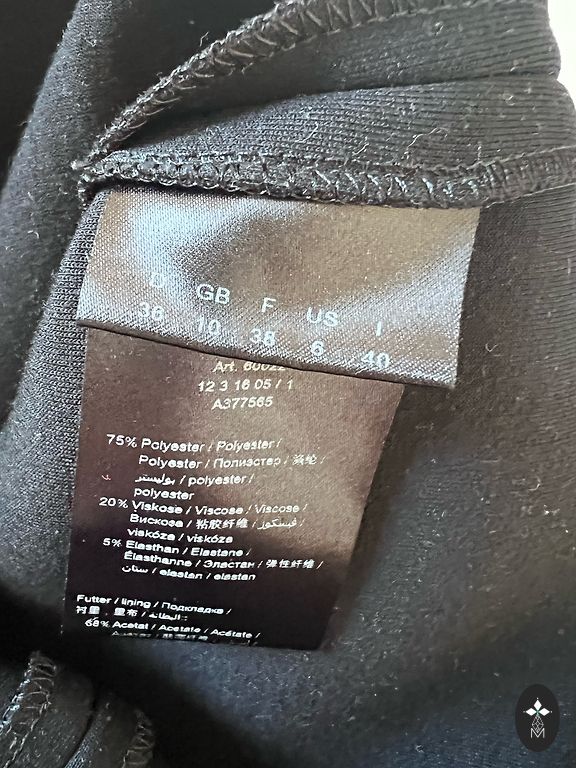 D GB F US I
36 10 38 6 40
Art. 60022
12 3 16 05 / 1
A377565
75% Polyester / Polyester /
Polyester / Полиэстер / 涤纶 /
بوليستر / polyester /
polyester
20% Viskose / Viscose / Viscose /
Вискоза / 粘胶纤维 / فيسكوز /
viskóza / viskóza
5% Elasthan / Elastane /
Élasthanne / Эластан / 弹性纤维 /
ستان / elastan / elastan
Futter / lining / Подкладка /
衬里 , 里布 / البطانة :
68% Acetat / Acetate / Acétate /
M